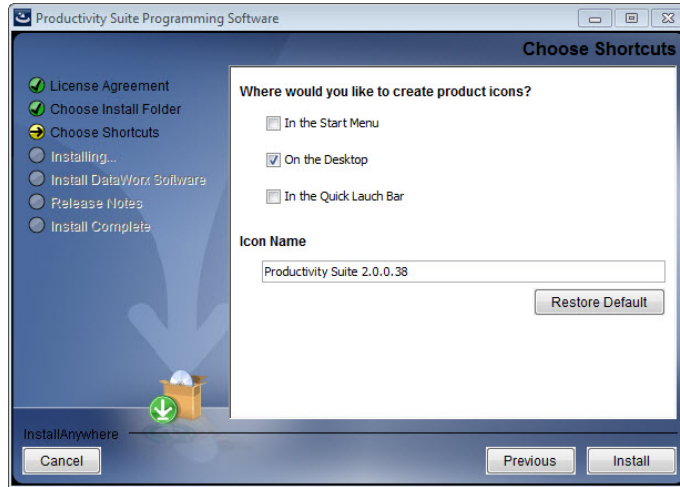 Productivity Suite Programming Software
Choose Shortcuts
License Agreement
Choose Install Folder
Choose Shortcuts
Installing...
Install DataWorx Software
Release Notes
Install Complete
Where would you like to create product icons?
In the Start Menu
On the Desktop
In the Quick Lauch Bar
Icon Name
Productivity Suite 2.0.0.38
Restore Default
InstallAnywhere
Cancel
Previous
Install